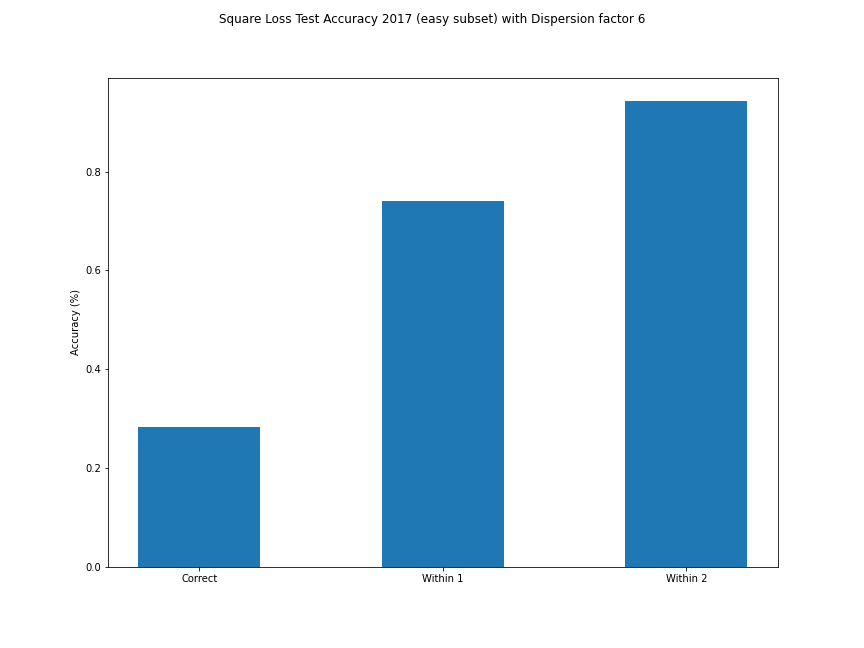 Square Loss Test Accuracy 2017 (easy subset) with Dispersion factor 6
Accuracy (%)
0.8
0.6
0.4
0.2
0.0
Correct
Within 1
Within 2